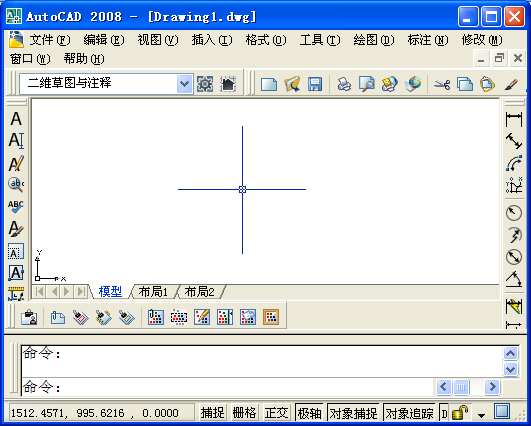 AutoCAD 2008 - [Drawing1.dwg]
文件(F) 编辑(E) 视图(V) 插入(I) 格式(O) 工具(T) 绘图(D) 标注(N) 修改(M)
窗口(W) 帮助(H)
二维草图与注释
A
A
A
abc
ABC
A
A
A
Y
X
模型 布局1 布局2
命令:
命令:
1512.4571, 995.6216 , 0.0000 捕捉 栅格 正交 极轴 对象捕捉 对象追踪 D